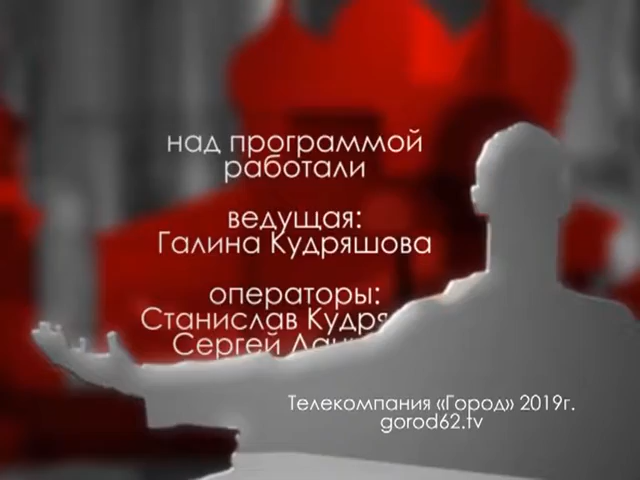 над программой
работали
ведущая:
Галина Кудряшова
операторы:
Станислав
Сергей
Телекомпания «Город» 2019г.
gorod62.tv